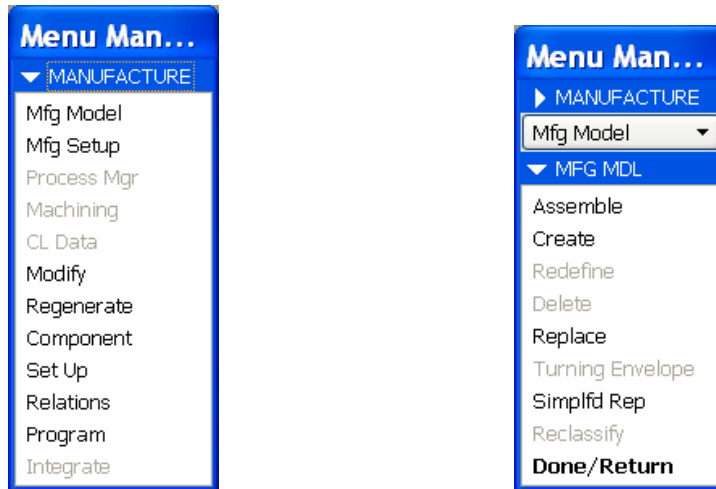 Menu Man...
MANUFACTURE
Mfg Model
Mfg Setup
Process Mgr
Machining
CL Data
Modify
Regenerate
Component
Set Up
Relations
Program
Integrate
Menu Man...
MANUFACTURE
Mfg Model
MFG MDL
Assemble
Create
Redefine
Delete
Replace
Turning Envelope
Simplfd Rep
Reclassify
Done/Return